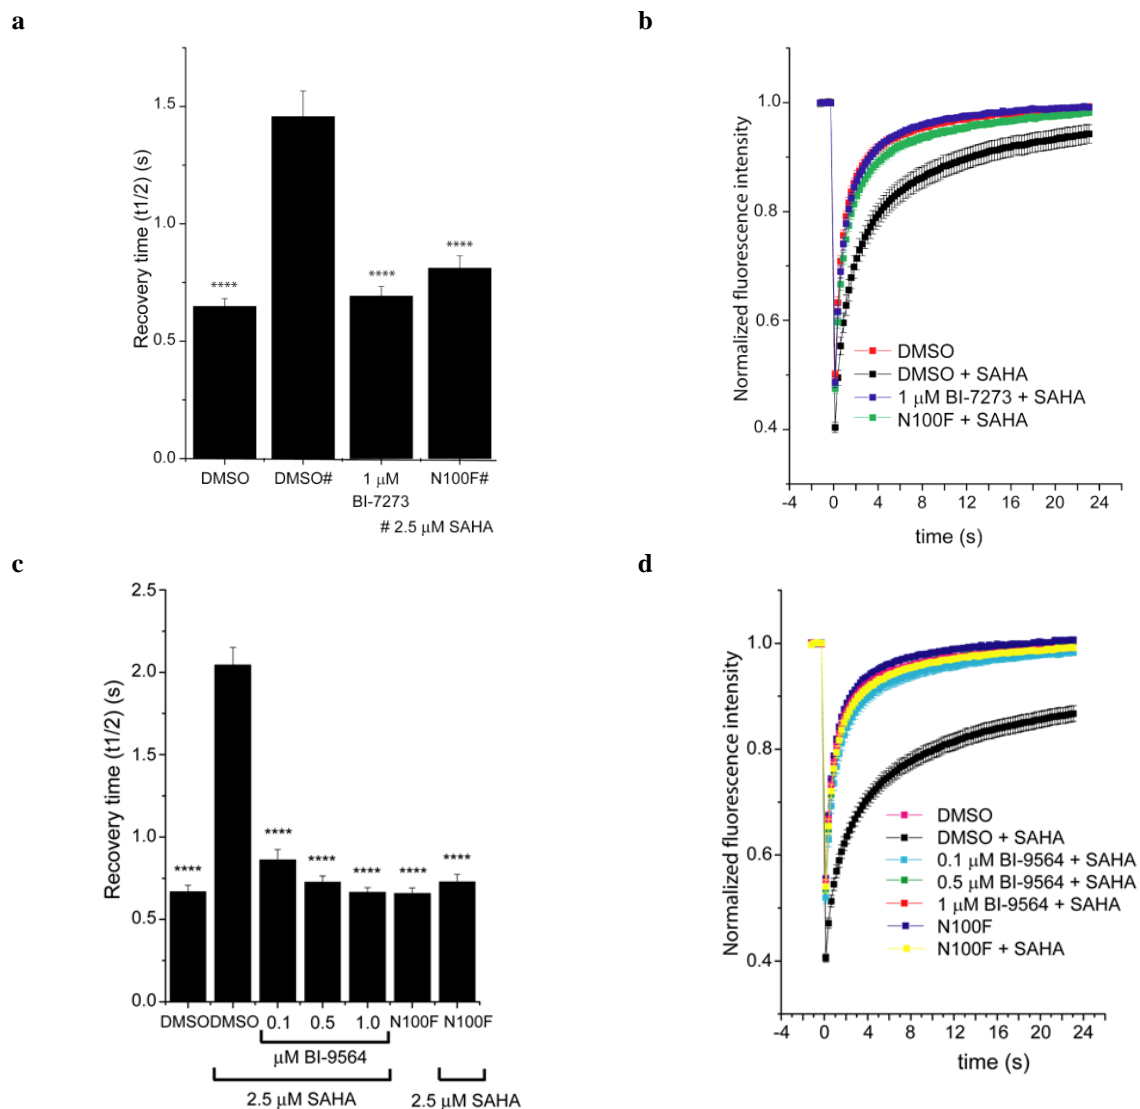 a
Recovery time (t1/2) (s)
1.5
1.0
0.5
0.0
****
****
****
DMSO DMSO# 1 μM N100F#
BI-7273
# 2.5 μM SAHA
b
Normalized fluorescence intensity
1.0
0.8
0.6
0.4
DMSO
DMSO + SAHA
1 μM BI-7273 + SAHA
N100F + SAHA
-4 0 4 8 12 16 20 24
time (s)
c
Recovery time (t1/2) (s)
2.5
2.0
1.5
1.0
0.5
0.0
****
****
****
****
****
****
DMSO DMSO 0.1 0.5 1.0 N100F N100F
μM BI-9564
2.5 μM SAHA 2.5 μM SAHA
d
Normalized fluorescence intensity
1.0
0.8
0.6
0.4
DMSO
DMSO + SAHA
0.1 μM BI-9564 + SAHA
0.5 μM BI-9564 + SAHA
1 μM BI-9564 + SAHA
N100F
N100F + SAHA
-4 0 4 8 12 16 20 24
time (s)